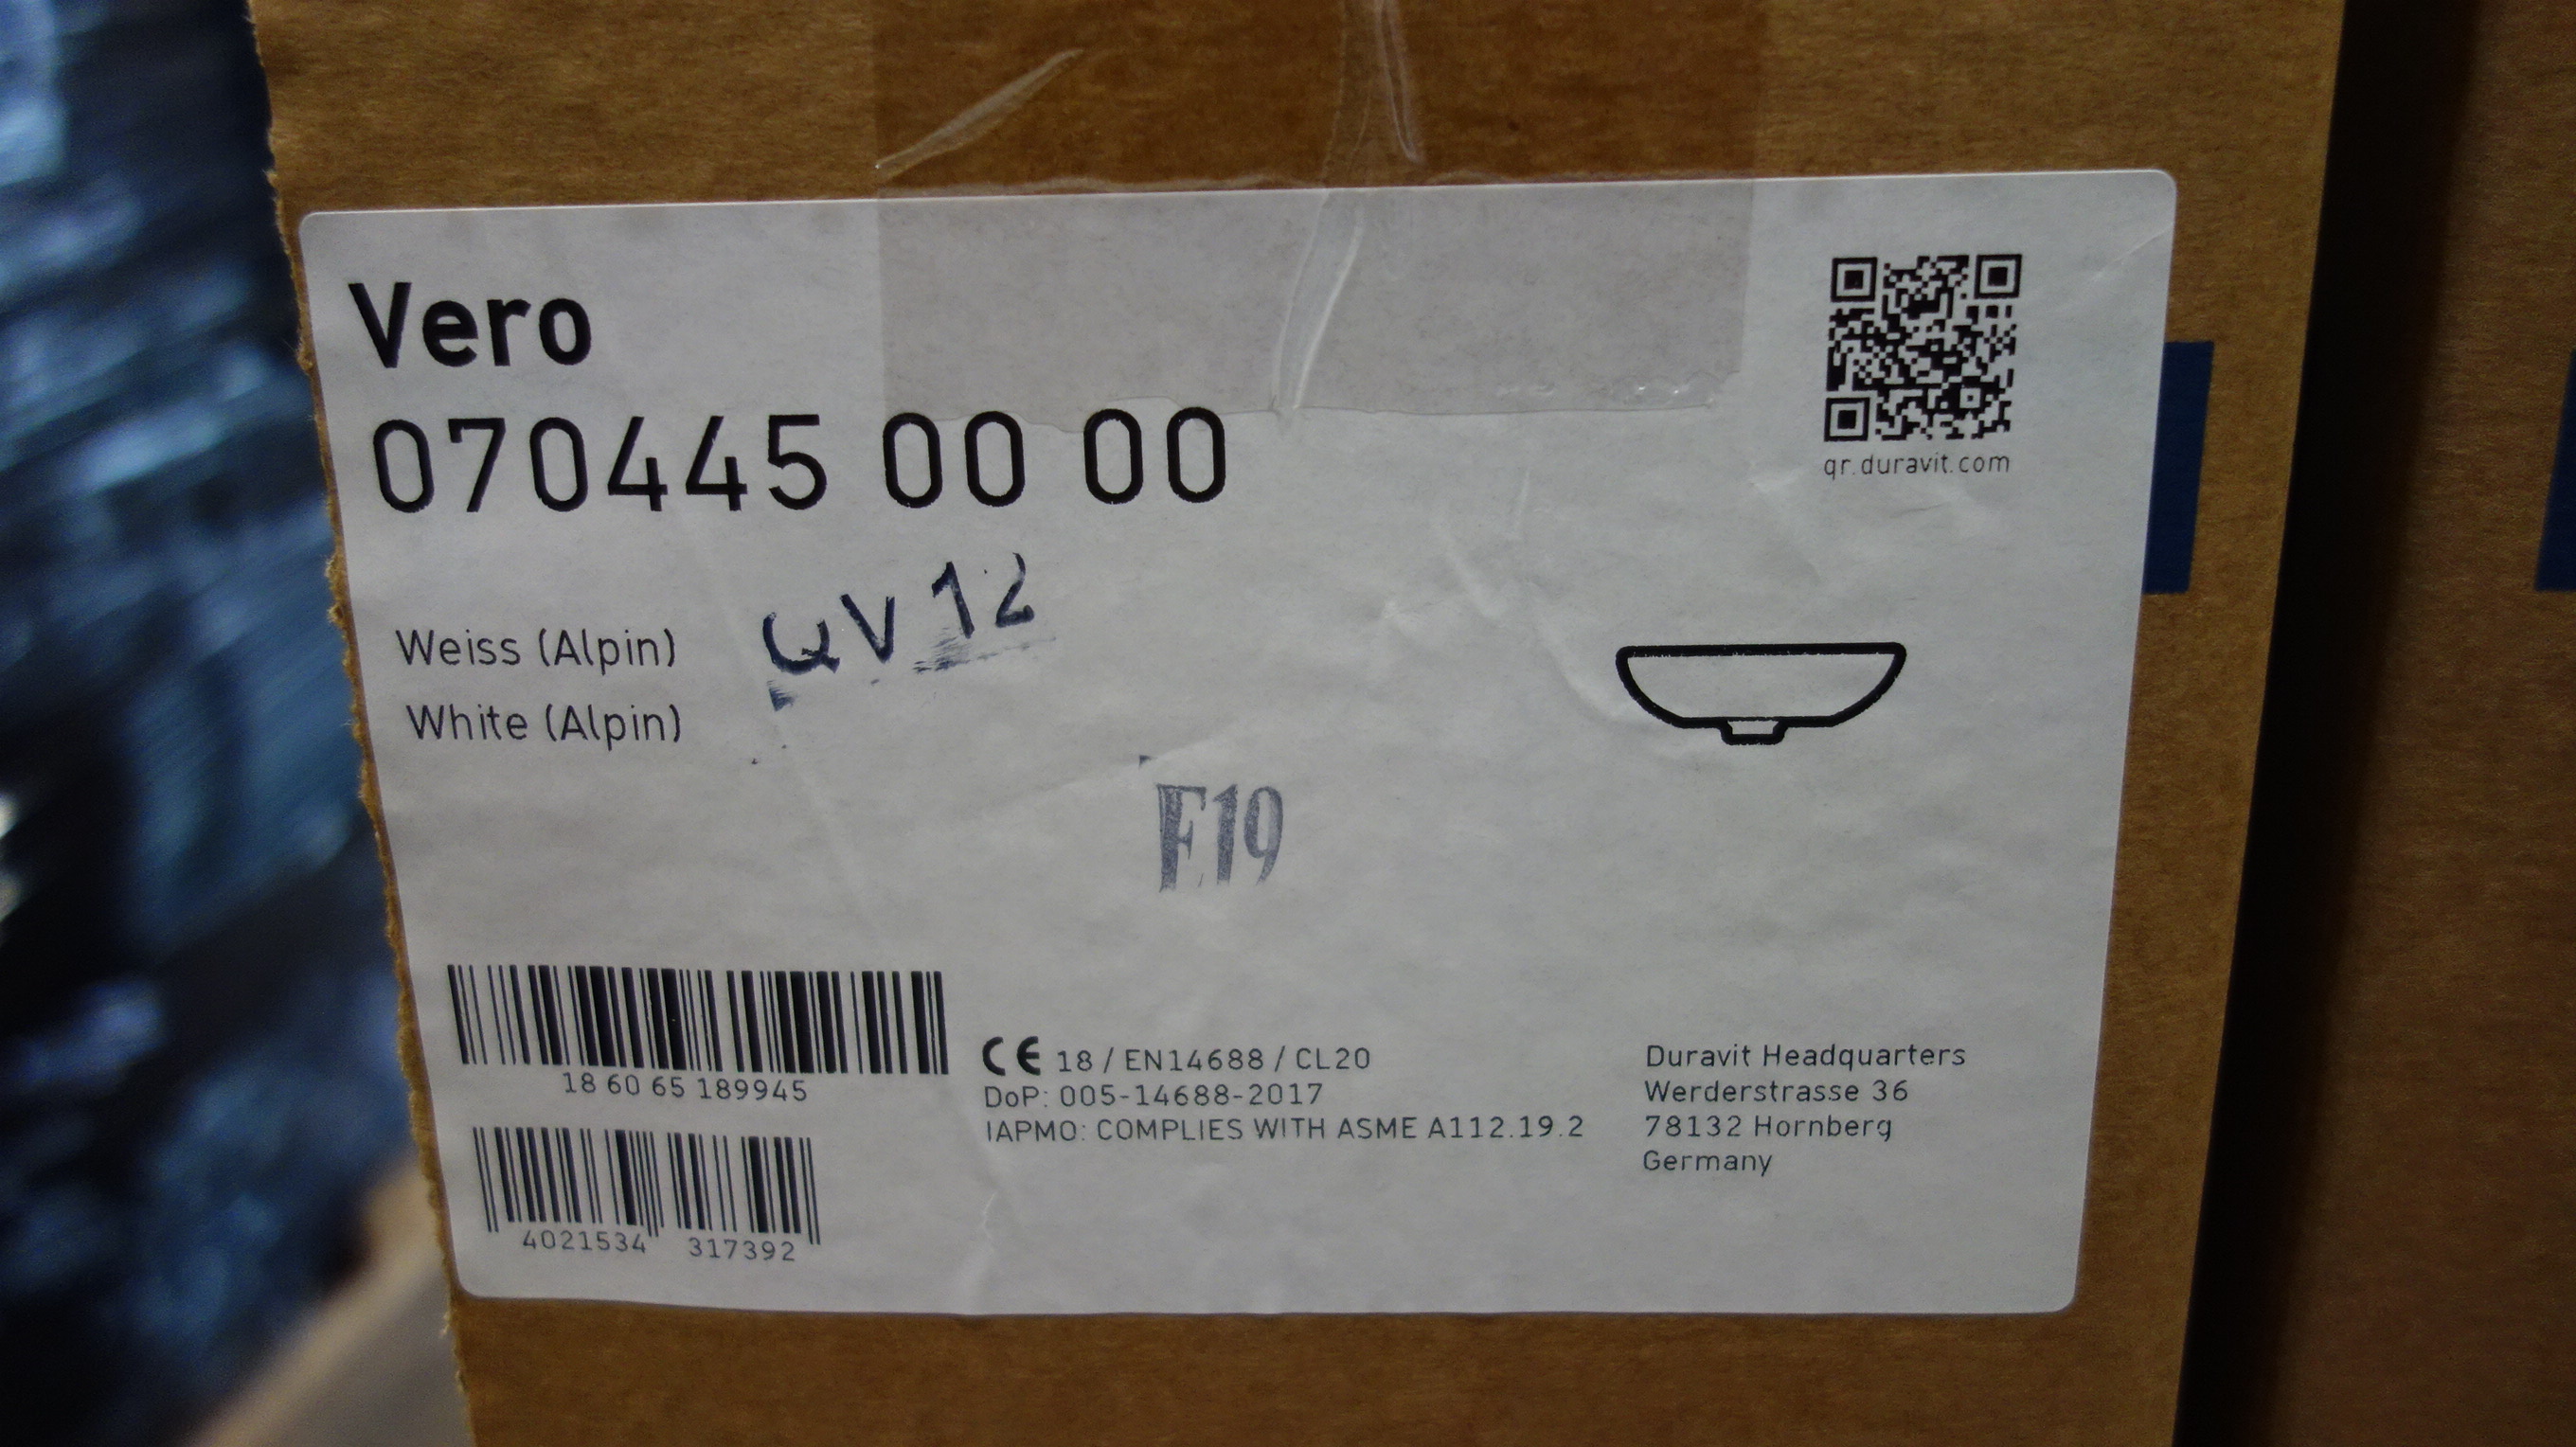 Vero
070445 00 00
qr.duravit.com
QV 12
Weiss (Alpin)
White (Alpin)
F19
18 60 65 189945
4021534 317392
CE 18 / EN14688 / CL20
DoP: 005-14688-2017
IAPMO: COMPLIES WITH ASME A112.19.2
Duravit Headquarters
Werderstrasse 36
78132 Hornberg
Germany